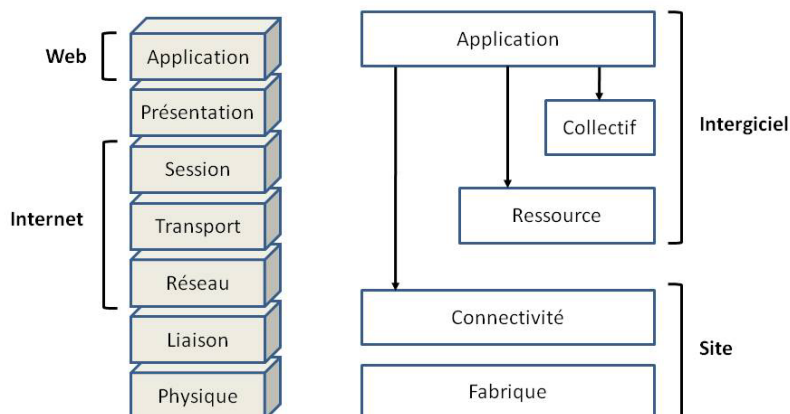 Web
Application
Présentation
Session
Internet
Transport
Réseau
Liaison
Physique
Application
Collectif
Intergiciel
Ressource
Connectivité
Site
Fabrique